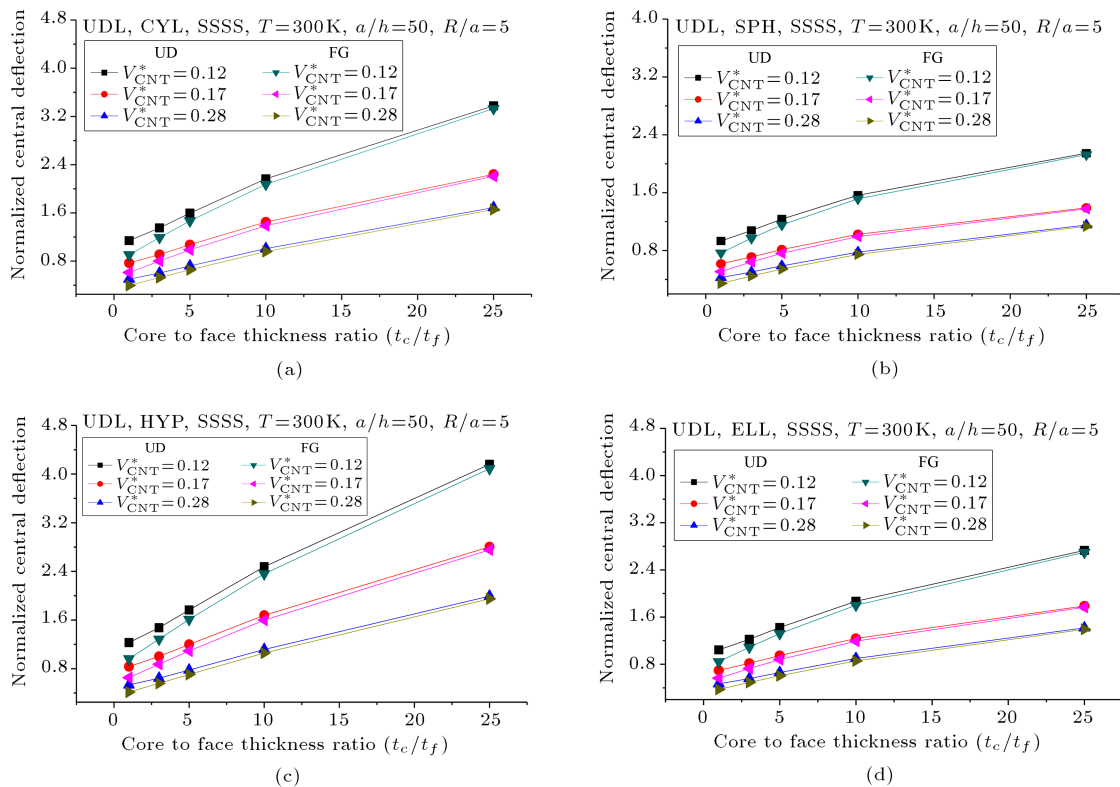 UDL, CYL, SSSS, T=300K, a/h=50, R/a=5
UD FG
V*CNT=0.12 V*CNT=0.12
V*CNT=0.17 V*CNT=0.17
V*CNT=0.28 V*CNT=0.28
4.8
4.0
3.2
2.4
1.6
0.8
Normalized central deflection
0 5 10 15 20 25
Core to face thickness ratio (tc/tf)
(a)
UDL, SPH, SSSS, T=300K, a/h=50, R/a=5
UD FG
V*CNT=0.12 V*CNT=0.12
V*CNT=0.17 V*CNT=0.17
V*CNT=0.28 V*CNT=0.28
4.0
3.2
2.4
1.6
0.8
Normalized central deflection
0 5 10 15 20 25
Core to face thickness ratio (tc/tf)
(b)
UDL, HYP, SSSS, T=300K, a/h=50, R/a=5
UD FG
V*CNT=0.12 V*CNT=0.12
V*CNT=0.17 V*CNT=0.17
V*CNT=0.28 V*CNT=0.28
4.8
4.0
3.2
2.4
1.6
0.8
Normalized central deflection
0 5 10 15 20 25
Core to face thickness ratio (tc/tf)
(c)
UDL, ELL, SSSS, T=300K, a/h=50, R/a=5
UD FG
V*CNT=0.12 V*CNT=0.12
V*CNT=0.17 V*CNT=0.17
V*CNT=0.28 V*CNT=0.28
4.8
4.0
3.2
2.4
1.6
0.8
Normalized central deflection
0 5 10 15 20 25
Core to face thickness ratio (tc/tf)
(d)